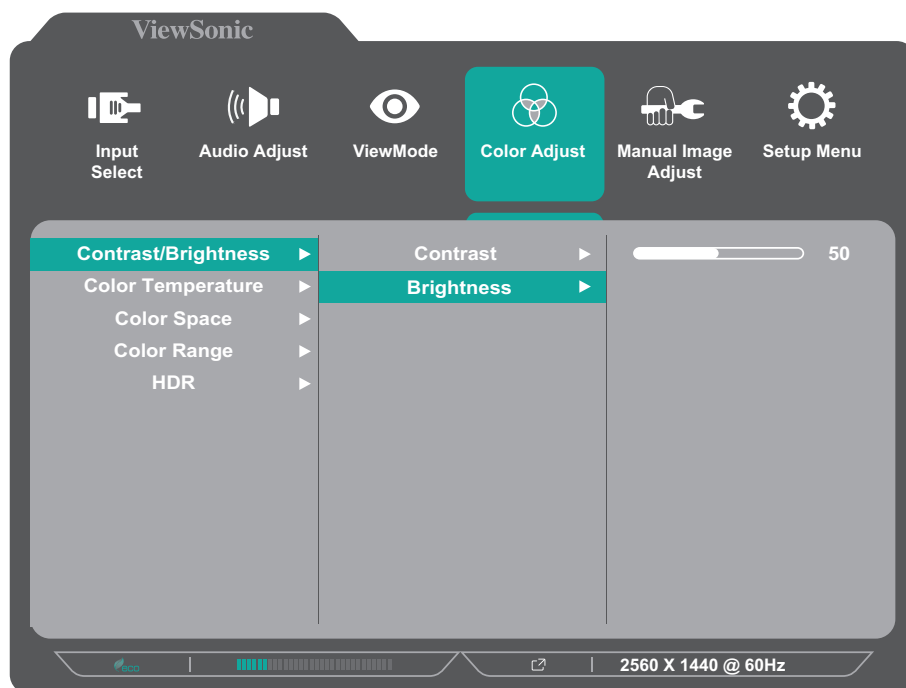 ViewSonic
Input Select
Audio Adjust
ViewMode
Color Adjust
Manual Image Adjust
Setup Menu
Contrast/Brightness
Color Temperature
Color Space
Color Range
HDR
Contrast
Brightness
50
eco
2560 X 1440 @ 60Hz